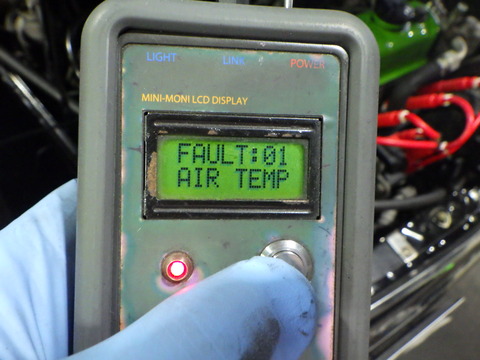 LIGHT LINK POWER
MINI-MONI LCD DISPLAY
FAULT:01
AIR TEMP